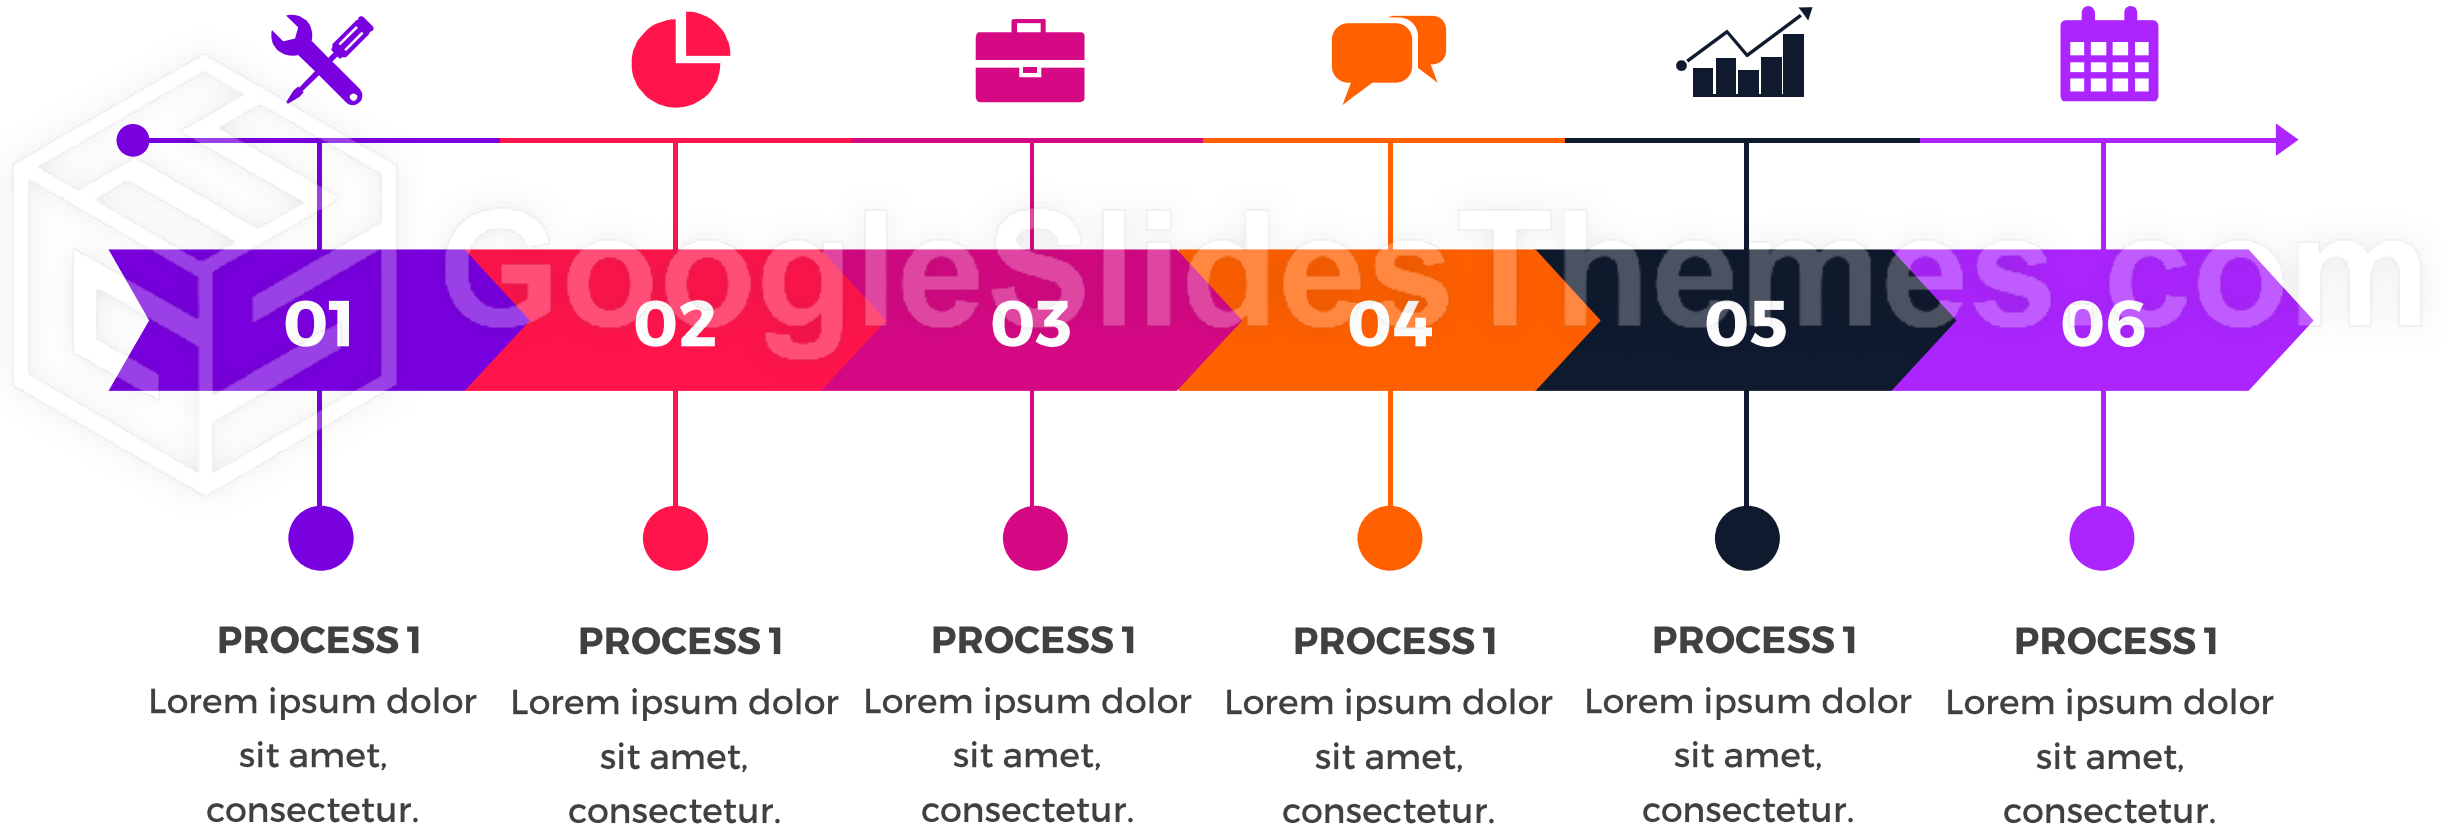 GoogleSlidesThemes.com
01 02 03 04 05 06
PROCESS 1
Lorem ipsum dolor
sit amet,
consectetur.
PROCESS 1
Lorem ipsum dolor
sit amet,
consectetur.
PROCESS 1
Lorem ipsum dolor
sit amet,
consectetur.
PROCESS 1
Lorem ipsum dolor
sit amet,
consectetur.
PROCESS 1
Lorem ipsum dolor
sit amet,
consectetur.
PROCESS 1
Lorem ipsum dolor
sit amet,
consectetur.